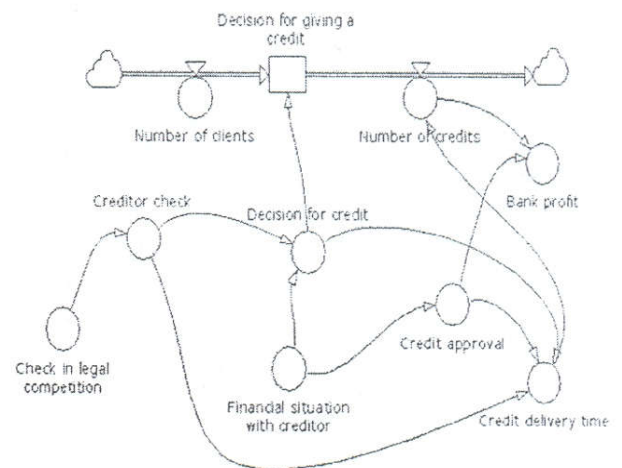 Decision for giving a
credit
Number of clients
Number of credits
Bank profit
Creditor check
Decision for credit
Credit approval
Check in legal
competition
Financial situation
with creditor
Credit delivery time